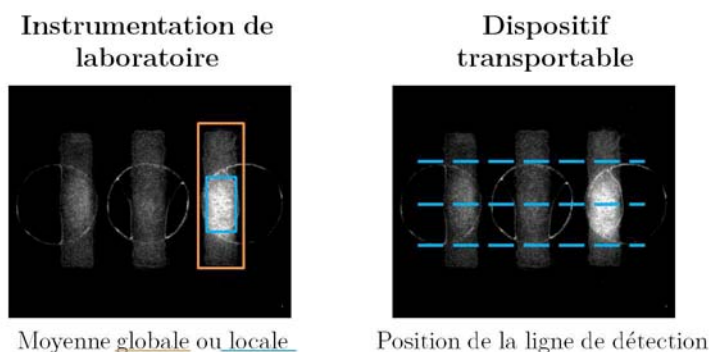 Instrumentation de
laboratoire
Dispositif
transportable
Moyenne globale ou locale
Position de la ligne de détection